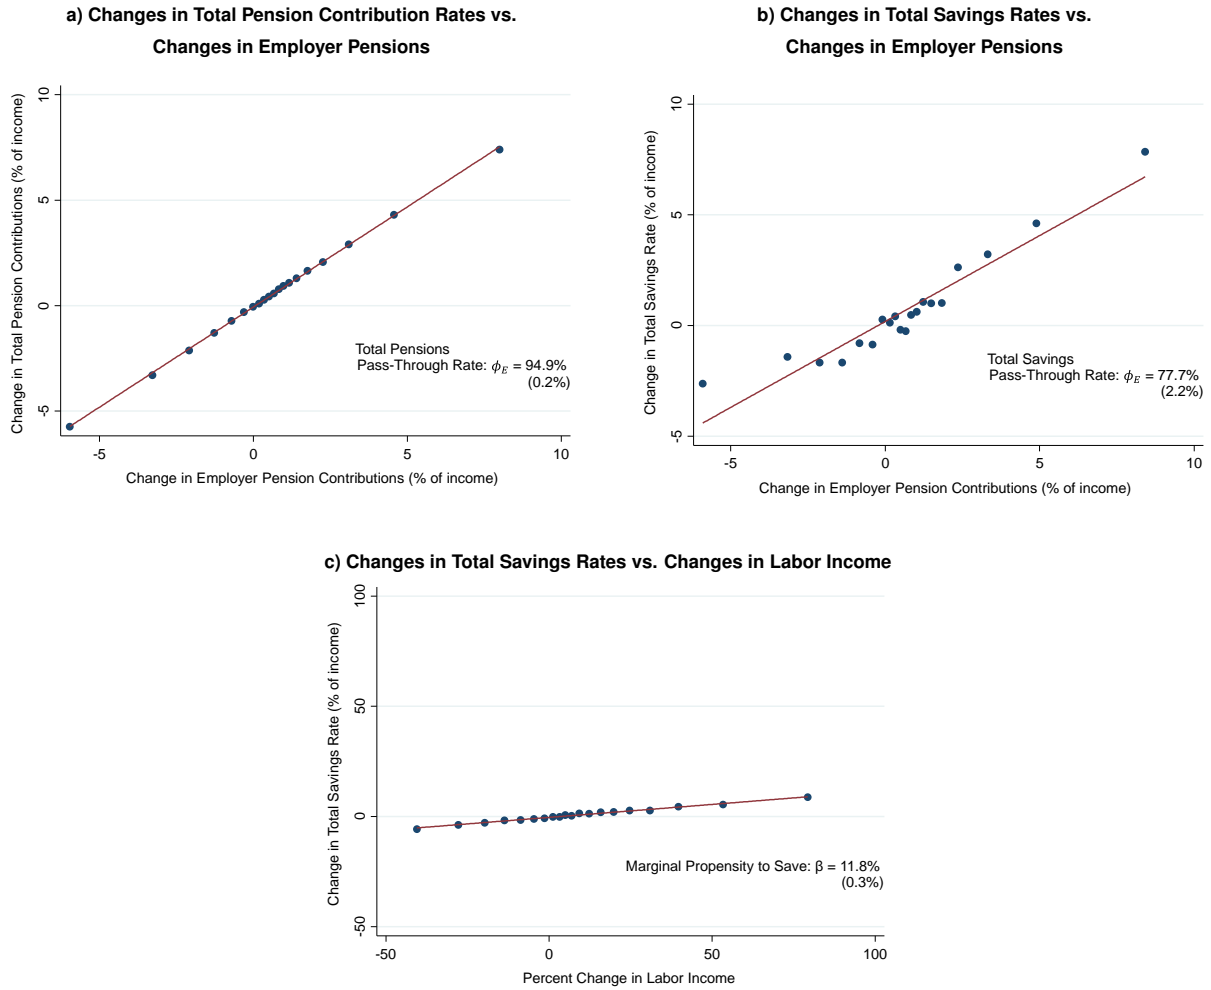 a) Changes in Total Pension Contribution Rates vs.
Changes in Employer Pensions
Change in Total Pension Contributions (% of income)
10
5
0
-5
Total Pensions
Pass-Through Rate: ϕ_E = 94.9%
(0.2%)
-5 0 5 10
Change in Employer Pension Contributions (% of income)
b) Changes in Total Savings Rates vs.
Changes in Employer Pensions
Change in Total Savings Rate (% of income)
10
5
0
-5
Total Savings
Pass-Through Rate: ϕ_E = 77.7%
(2.2%)
-5 0 5 10
Change in Employer Pension Contributions (% of income)
c) Changes in Total Savings Rates vs. Changes in Labor Income
Change in Total Savings Rate (% of income)
100
50
0
-50
Marginal Propensity to Save: β = 11.8%
(0.3%)
-50 0 50 100
Percent Change in Labor Income